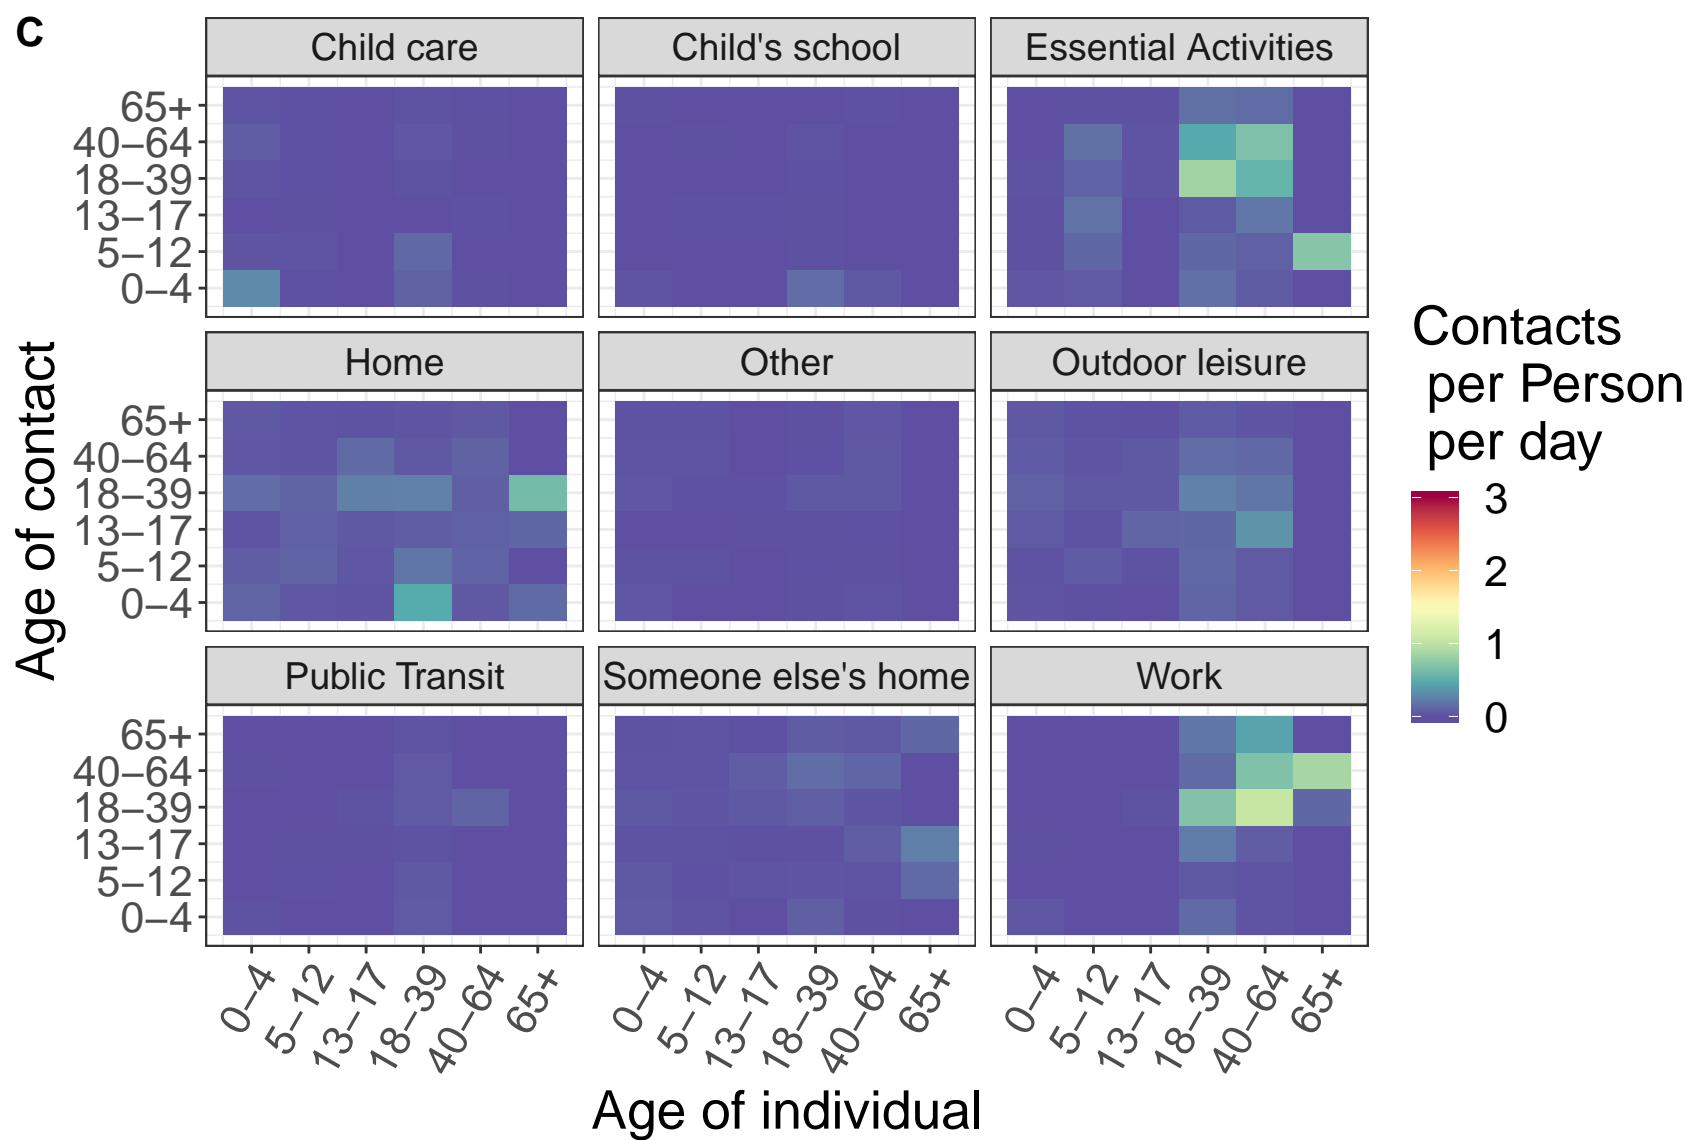 C
Child care
Child's school
Essential Activities
65+
40–64
18–39
13–17
5–12
0–4
Home
Other
Outdoor leisure
65+
40–64
18–39
13–17
5–12
0–4
Public Transit
Someone else's home
Work
65+
40–64
18–39
13–17
5–12
0–4
0–4
5–12
13–17
18–39
40–64
65+
0–4
5–12
13–17
18–39
40–64
65+
0–4
5–12
13–17
18–39
40–64
65+
Age of contact
Age of individual
Contacts
per Person
per day
3
2
1
0